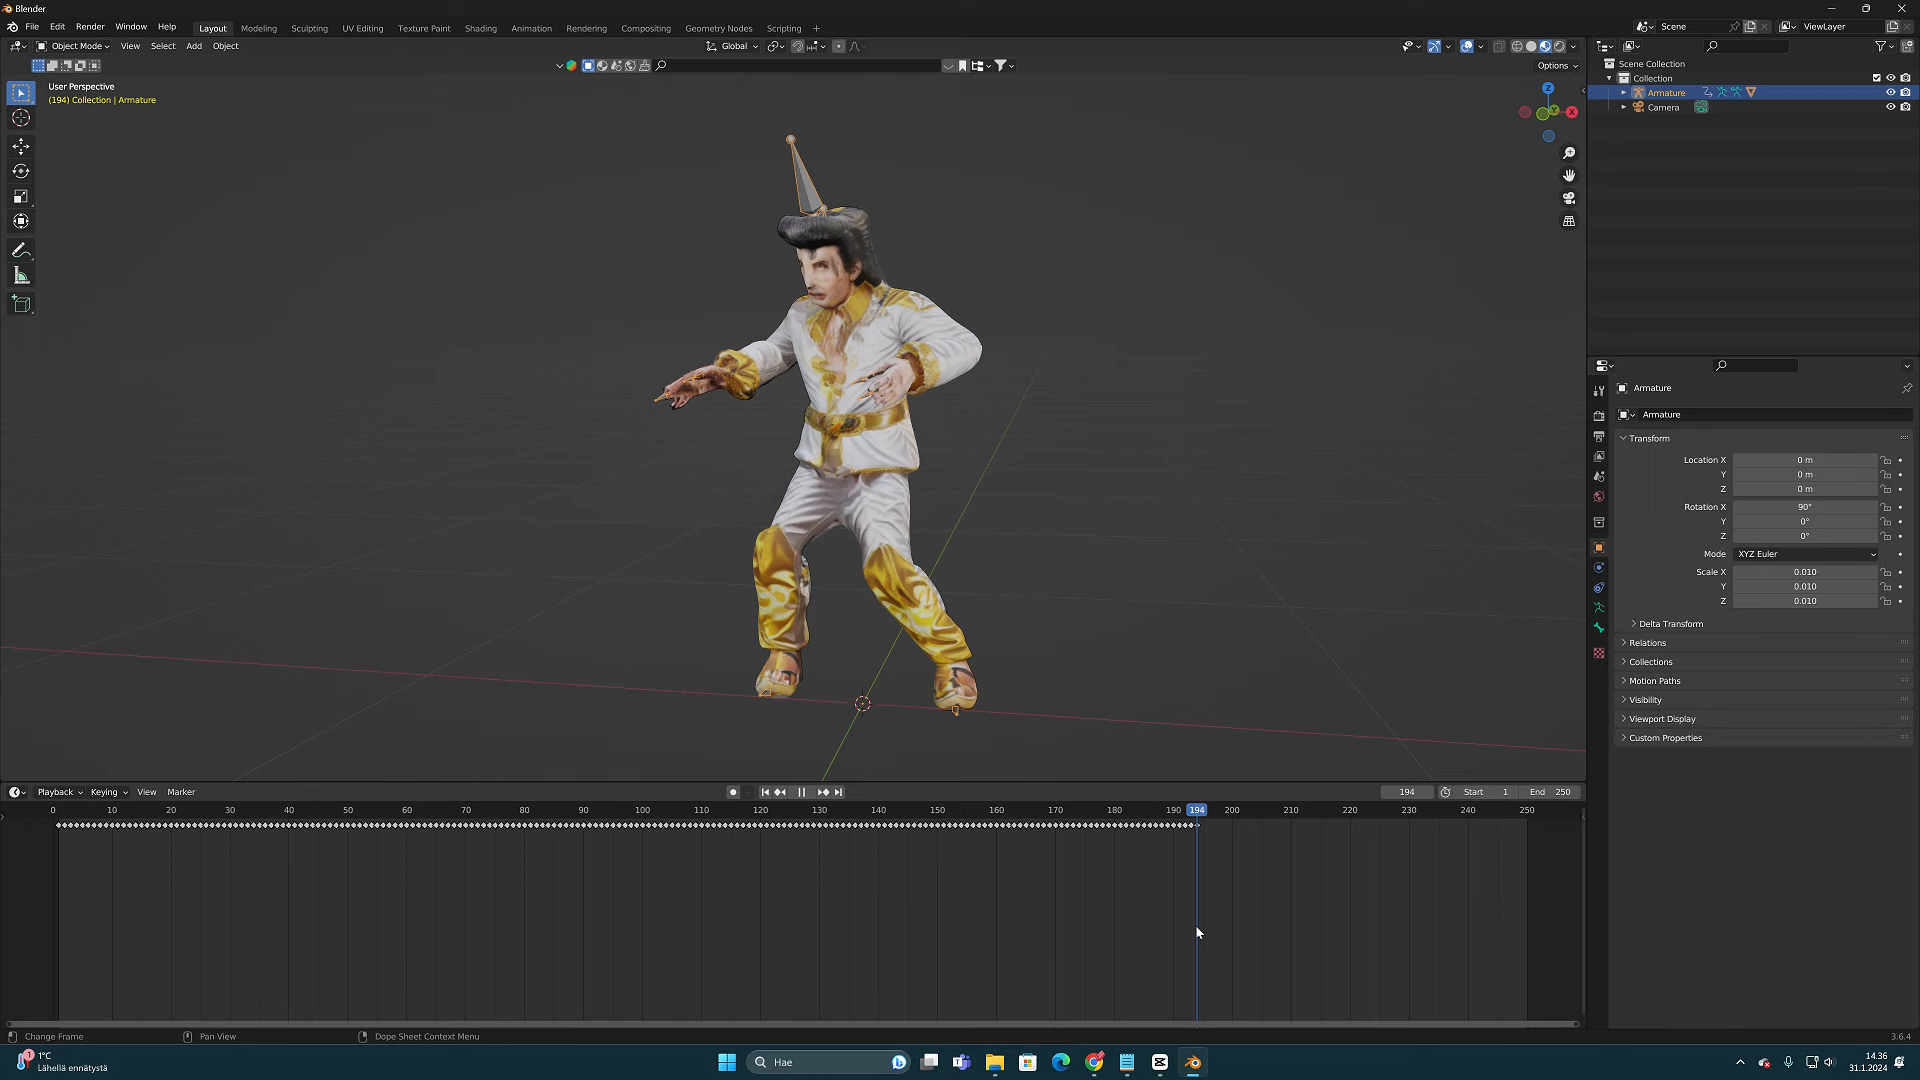 Blender
File Edit Render Window Help Layout Modeling Sculpting UV Editing Texture Paint Shading Animation Rendering Compositing Geometry Nodes Scripting + Scene ViewLayer
Object Mode View Select Add Object Global
Options
User Perspective
(194) Collection | Armature
Z
Y
X
Scene Collection
Collection
Armature
Camera
Armature
Armature
Transform
Location X 0 m
Y 0 m
Z 0 m
Rotation X 90°
Y 0°
Z 0°
Mode XYZ Euler
Scale X 0.010
Y 0.010
Z 0.010
Delta Transform
Relations
Collections
Motion Paths
Visibility
Viewport Display
Custom Properties
Playback Keying View Marker 194 Start 1 End 250
0 10 20 30 40 50 60 70 80 90 100 110 120 130 140 150 160 170 180 190 194 200 210 220 230 240 250
Change Frame Pan View Dope Sheet Context Menu 3.6.4
1
1°C
Lähellä ennätystä
Hae
14.36
31.1.2024